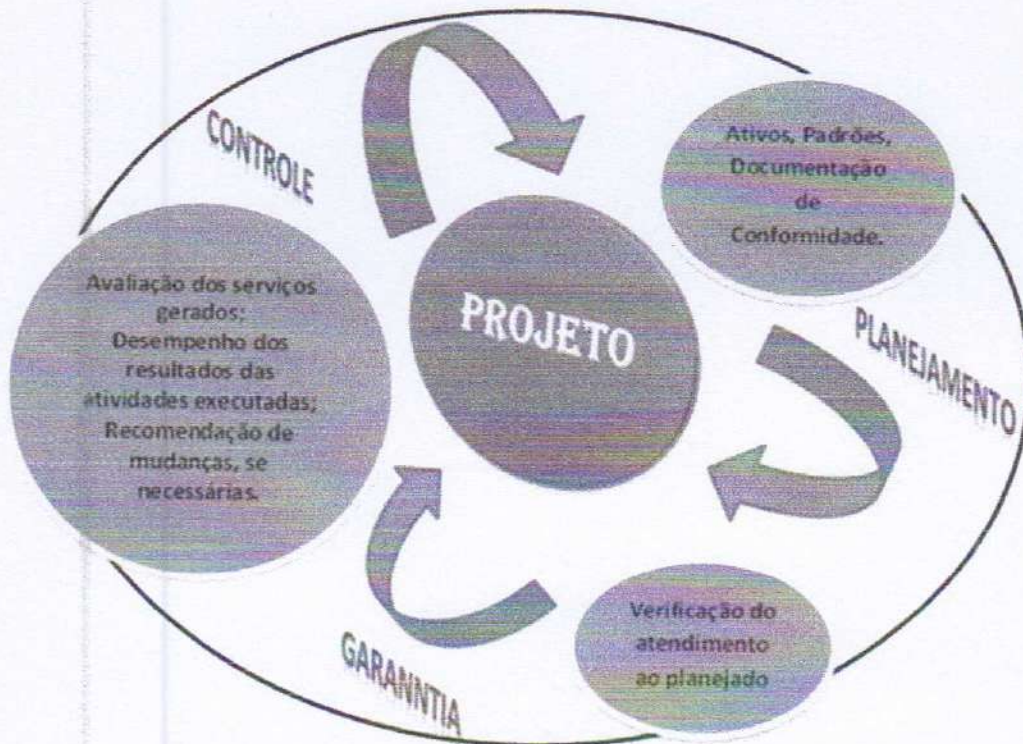 CONTROLE
Ativos, Padrões,
Documentação
de
Conformidade.
Avaliação dos serviços
gerados;
Desempenho dos
resultados das
atividades executadas;
Recomendação de
mudanças, se
necessárias.
PROJETO
PLANEJAMENTO
Verificação do
atendimento
ao planejado
GARANNTIA